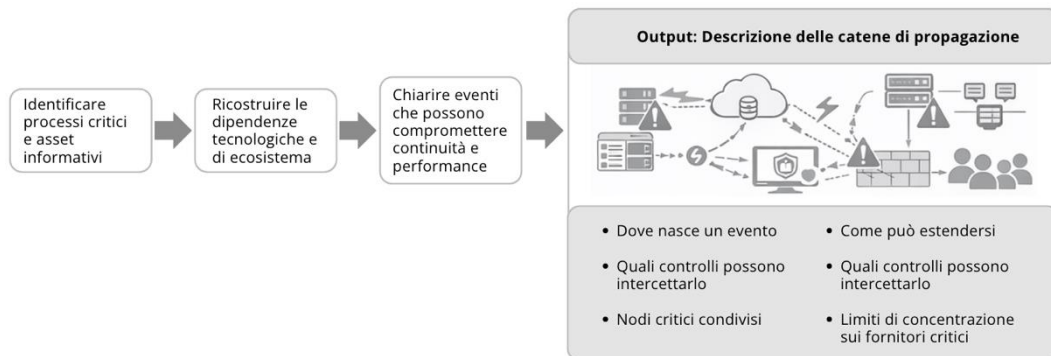 Identificare
processi critici
e asset
informativi
Ricostruire le
dipendenze
tecnologiche e
di ecosistema
Chiarire eventi
che possono
compromettere
continuità e
performance
Output: Descrizione delle catene di propagazione
Dove nasce un evento
Quali controlli possono
intercettarlo
Nodi critici condivisi
Come può estendersi
Quali controlli possono
intercettarlo
Limiti di concentrazione
sui fornitori critici